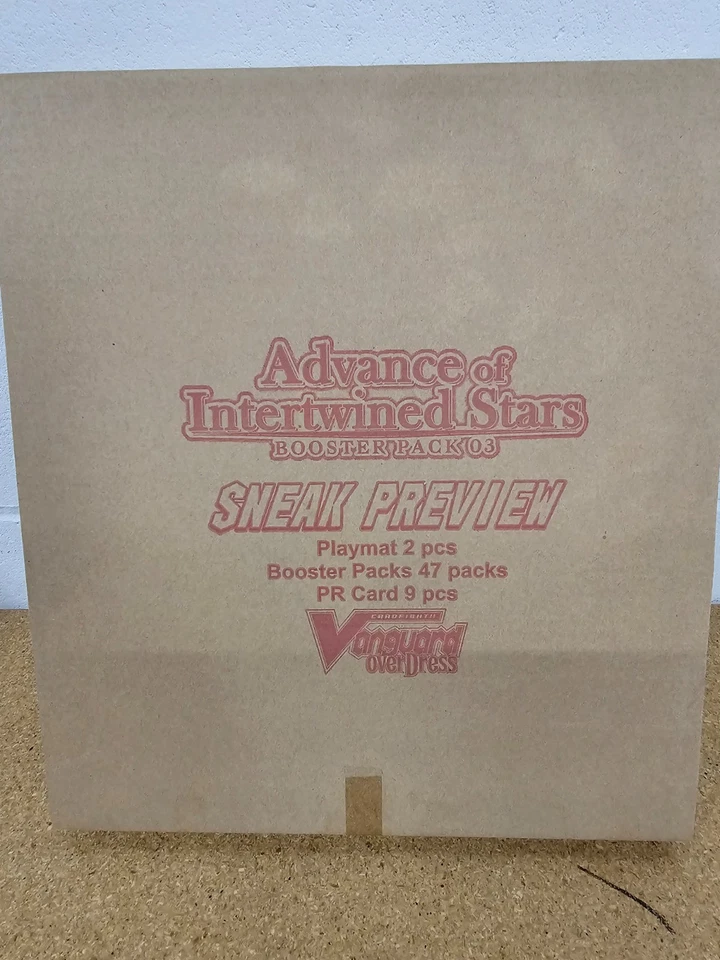 Advance of
Intertwined Stars
BOOSTER PACK 03
SNEAK PREVIEW
Playmat 2 pcs
Booster Packs 47 packs
PR Card 9 pcs
CARDFIGHT!!
Vanguard
overDress